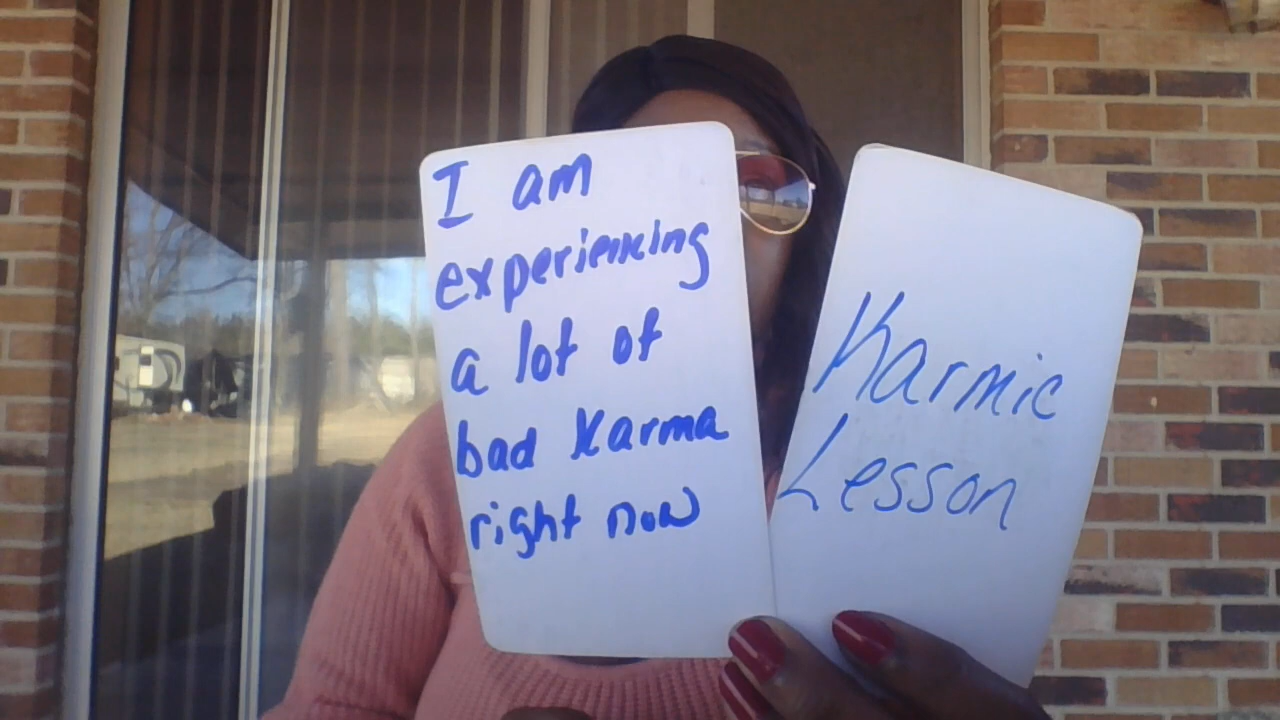 I am
experiencing
a lot of
bad Karma
right now
Karmic
Lesson